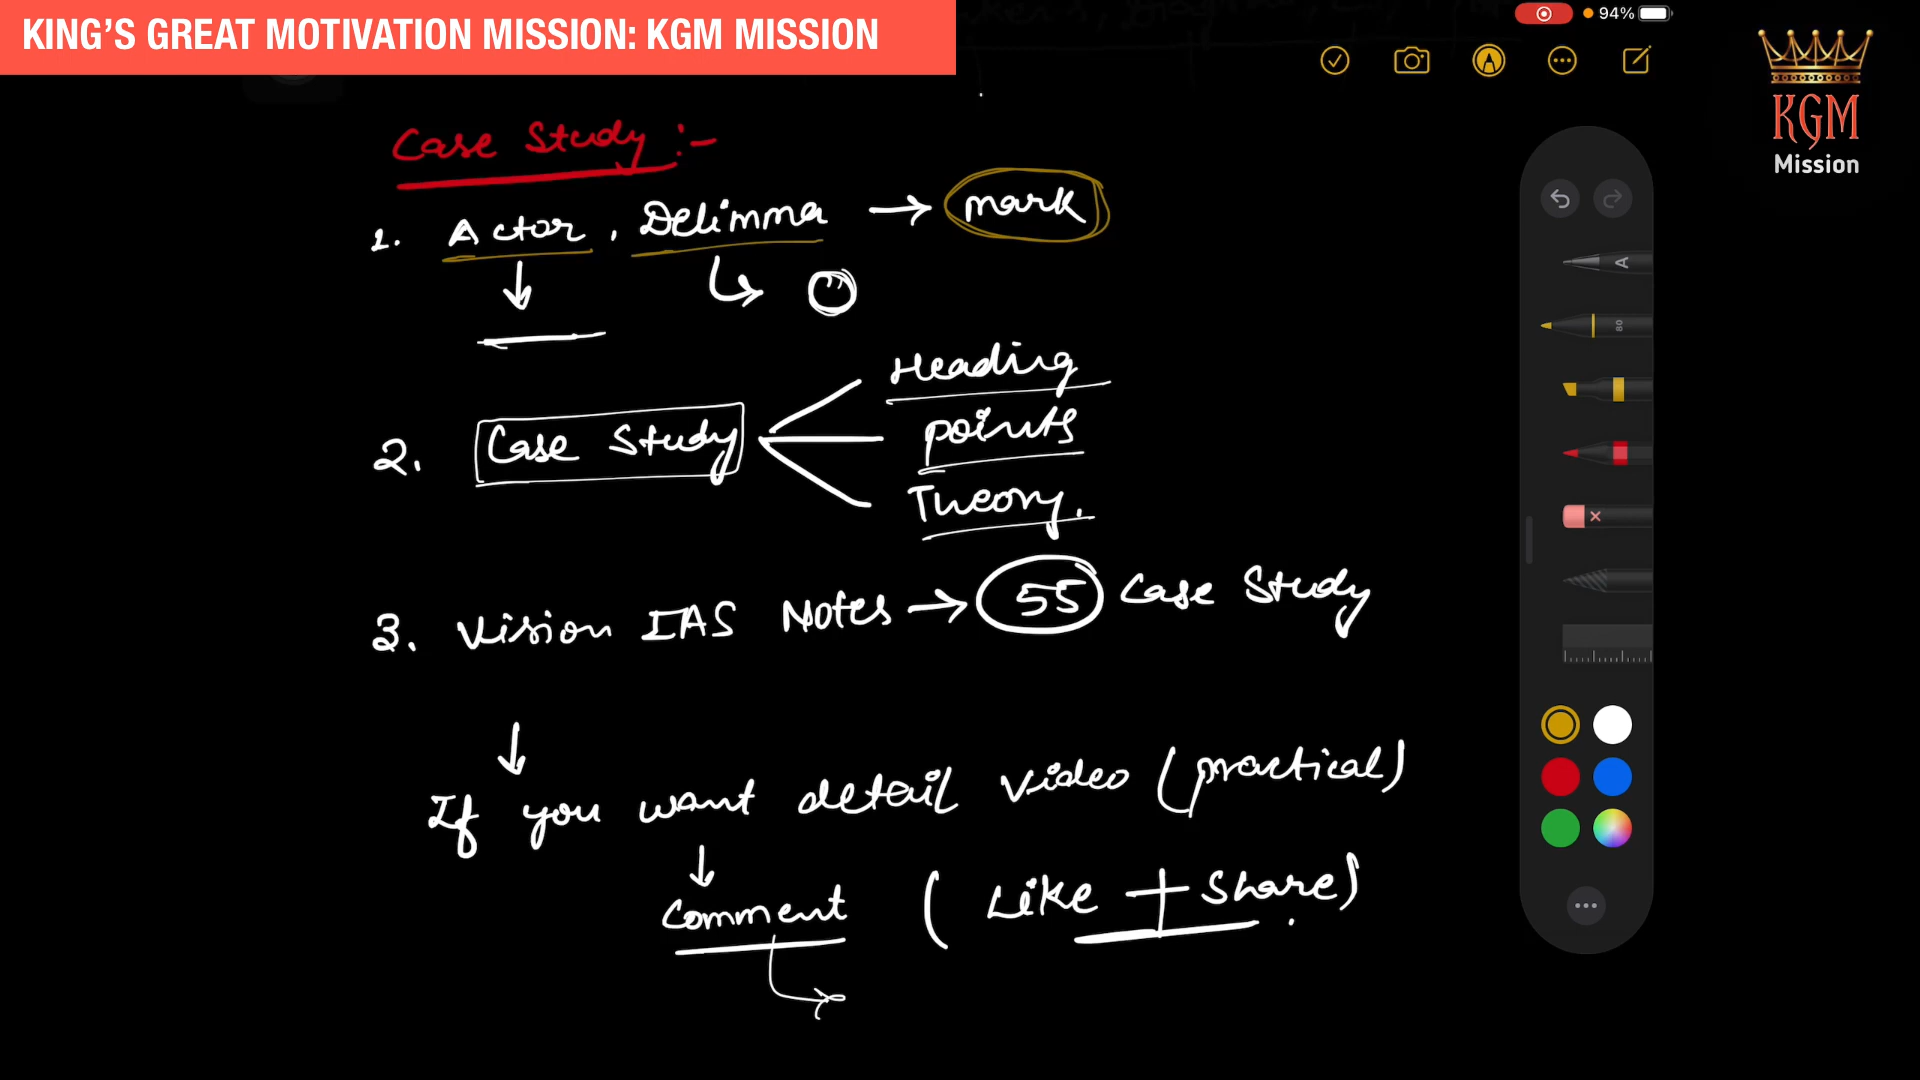 KING'S GREAT MOTIVATION MISSION: KGM MISSION
94%
KGM
Mission
Case Study :-
1. Actor, Delimma → mark
Heading
2. Case Study points
Theory.
3. Vision IAS Notes → 55 Case Study
If you want detail video (practical)
Comment (Like + Share)
A
80